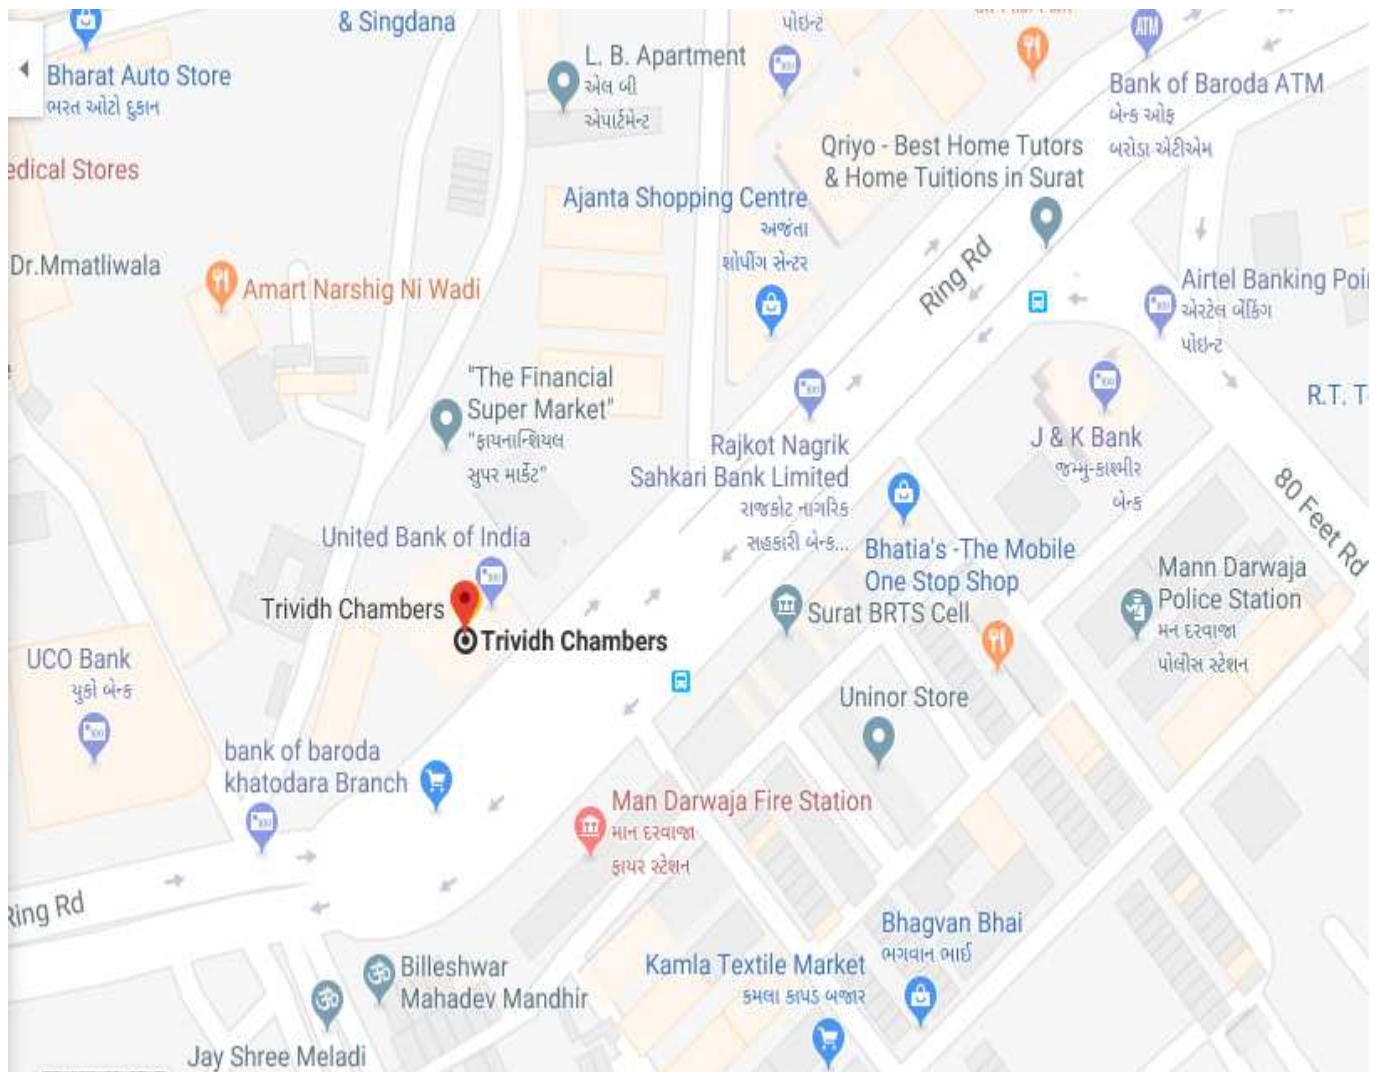 & Singdana
પોઇન્ટ
ATM
Bharat Auto Store
ભરત ઓટો દુકાન
L. B. Apartment
એલ બી
એપાર્ટમેન્ટ
Bank of Baroda ATM
બેન્ક ઓફ
બરોડા એટીએમ
edical Stores
Qriyo - Best Home Tutors
& Home Tuitions in Surat
Ajanta Shopping Centre
અજંતા
શોપીંગ સેન્ટર
Dr.Mmatliwala
Amart Narshig Ni Wadi
Ring Rd
Airtel Banking Poi
એરટેલ બેંકિંગ
પોઇન્ટ
"The Financial
Super Market"
"ફાયનાન્શિયલ
સુપર માર્કેટ"
R.T. T
Rajkot Nagrik
Sahkari Bank Limited
રાજકોટ નાગરિક
સહકારી બેન્ક...
J & K Bank
જમ્મુ-કાશ્મીર
બેન્ક
80 Feet Rd
United Bank of India
Bhatia's -The Mobile
One Stop Shop
Mann Darwaja
Police Station
મન દરવાજા
પોલીસ સ્ટેશન
Trividh Chambers
Trividh Chambers
Surat BRTS Cell
UCO Bank
યુકો બેન્ક
Uninor Store
bank of baroda
khatodara Branch
Man Darwaja Fire Station
માન દરવાજા
ફાયર સ્ટેશન
Ring Rd
Bhagvan Bhai
ભગવાન ભાઈ
Billeshwar
Mahadev Mandhir
Kamla Textile Market
કમલા કાપડ બજાર
Jay Shree Meladi